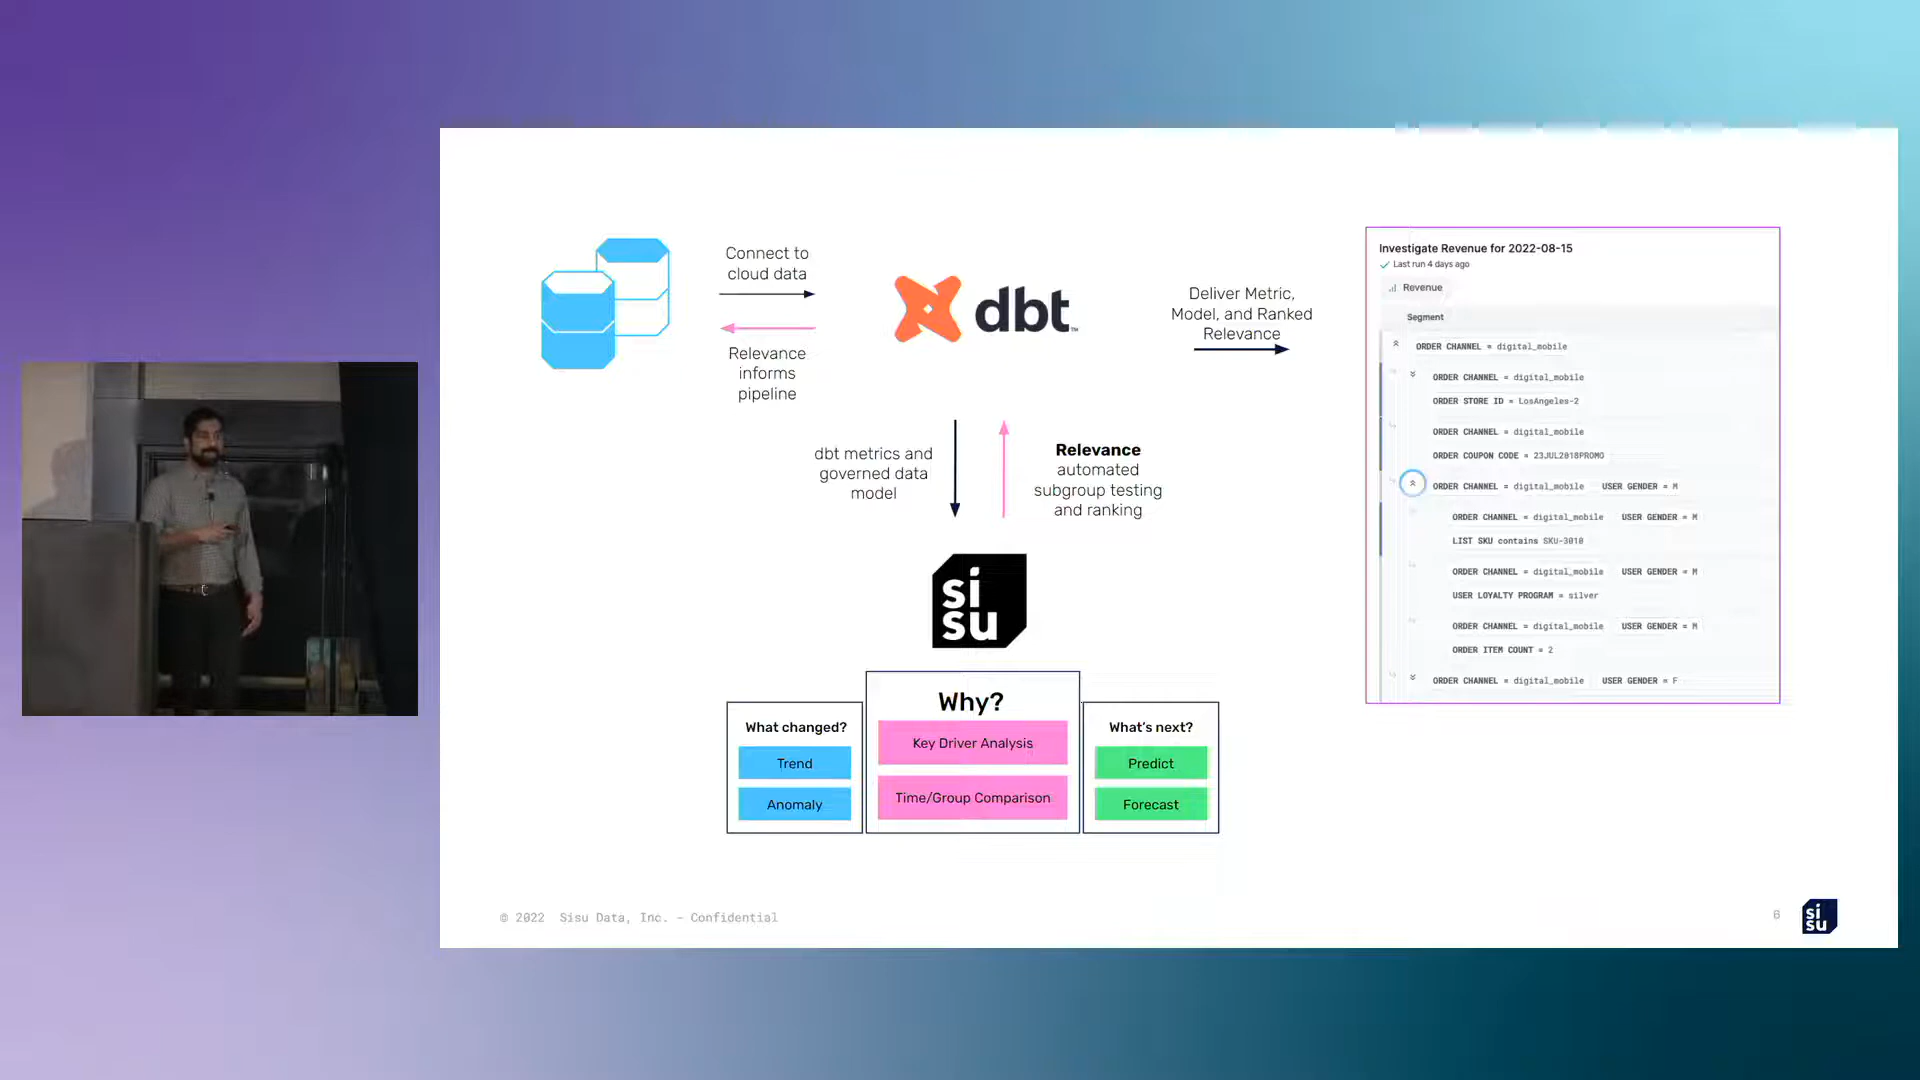 Connect to
cloud data
Relevance
informs
pipeline
dbt™
Deliver Metric,
Model, and Ranked
Relevance
dbt metrics and
governed data
model
Relevance
automated
subgroup testing
and ranking
si
su
What changed?
Trend
Anomaly
Why?
Key Driver Analysis
Time/Group Comparison
What's next?
Predict
Forecast
Investigate Revenue for 2022-08-15
Last run 4 days ago
Revenue
Segment
ORDER CHANNEL = digital_mobile
ORDER CHANNEL = digital_mobile
ORDER STORE ID = LosAngeles-2
ORDER CHANNEL = digital_mobile
ORDER COUPON CODE = 23JUL2018PROMO
ORDER CHANNEL = digital_mobile USER GENDER = M
ORDER CHANNEL = digital_mobile USER GENDER = M
LIST SKU contains SKU-3010
ORDER CHANNEL = digital_mobile USER GENDER = M
USER LOYALTY PROGRAM = silver
ORDER CHANNEL = digital_mobile USER GENDER = M
ORDER ITEM COUNT = 2
ORDER CHANNEL = digital_mobile USER GENDER = F
© 2022 Sisu Data, Inc. - Confidential
6
si
su